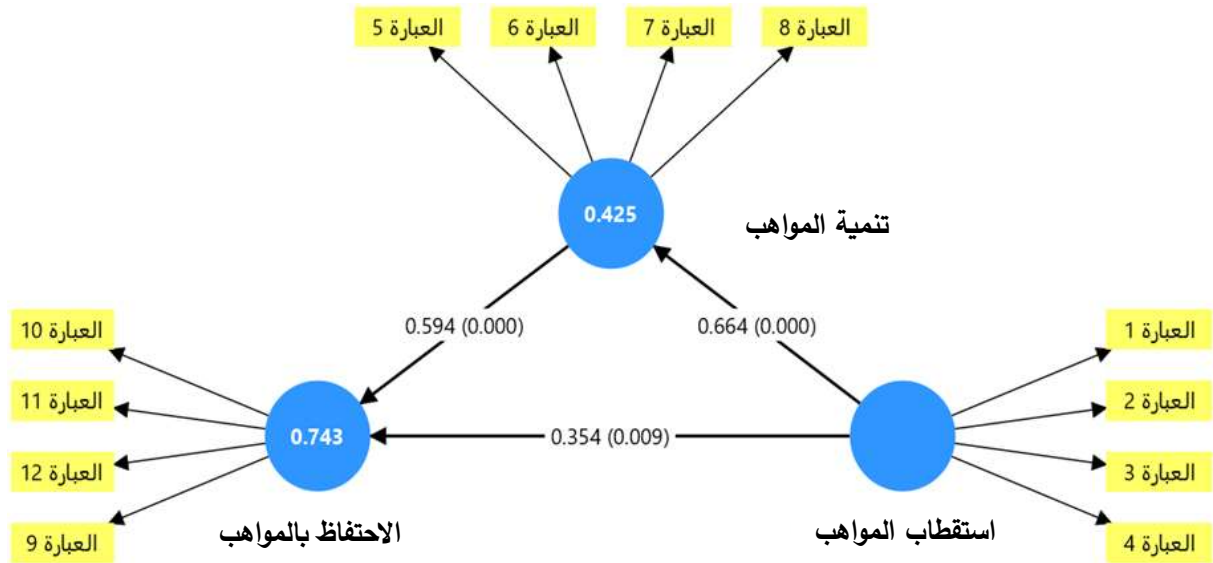 العبارة 5
العبارة 6
العبارة 7
العبارة 8
0.425
تنمية المواهب
0.594 (0.000)
0.664 (0.000)
العبارة 10
العبارة 11
العبارة 12
العبارة 9
0.743
0.354 (0.009)
العبارة 1
العبارة 2
العبارة 3
العبارة 4
الاحتفاظ بالمواهب
استقطاب المواهب